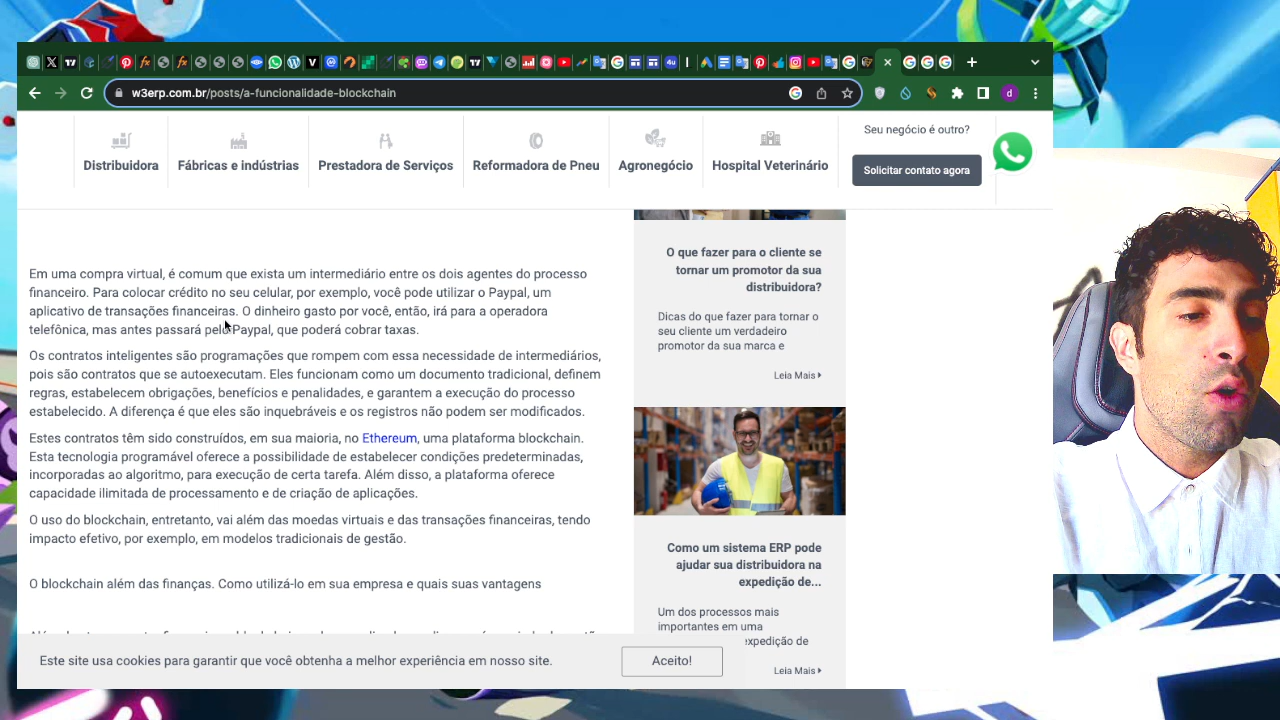 w3erp.com.br/posts/a-funcionalidade-blockchain
d
Distribuidora
Fábricas e indústrias
Prestadora de Serviços
Reformadora de Pneu
Agronegócio
Hospital Veterinário
Seu negócio é outro?
Solicitar contato agora
Em uma compra virtual, é comum que exista um intermediário entre os dois agentes do processo
financeiro. Para colocar crédito no seu celular, por exemplo, você pode utilizar o Paypal, um
aplicativo de transações financeiras. O dinheiro gasto por você, então, irá para a operadora
telefônica, mas antes passará pelo Paypal, que poderá cobrar taxas.
Os contratos inteligentes são programações que rompem com essa necessidade de intermediários,
pois são contratos que se autoexecutam. Eles funcionam como um documento tradicional, definem
regras, estabelecem obrigações, benefícios e penalidades, e garantem a execução do processo
estabelecido. A diferença é que eles são inquebráveis e os registros não podem ser modificados.
Estes contratos têm sido construídos, em sua maioria, no Ethereum, uma plataforma blockchain.
Esta tecnologia programável oferece a possibilidade de estabelecer condições predeterminadas,
incorporadas ao algoritmo, para execução de certa tarefa. Além disso, a plataforma oferece
capacidade ilimitada de processamento e de criação de aplicações.
O uso do blockchain, entretanto, vai além das moedas virtuais e das transações financeiras, tendo
impacto efetivo, por exemplo, em modelos tradicionais de gestão.
O blockchain além das finanças. Como utilizá-lo em sua empresa e quais suas vantagens
O que fazer para o cliente se
tornar um promotor da sua
distribuidora?
Dicas do que fazer para tornar o
seu cliente um verdadeiro
promotor da sua marca e
Leia Mais
Como um sistema ERP pode
ajudar sua distribuidora na
expedição de...
Um dos processos mais
importantes em uma
expedição de
Leia Mais
Este site usa cookies para garantir que você obtenha a melhor experiência em nosso site.
Aceito!